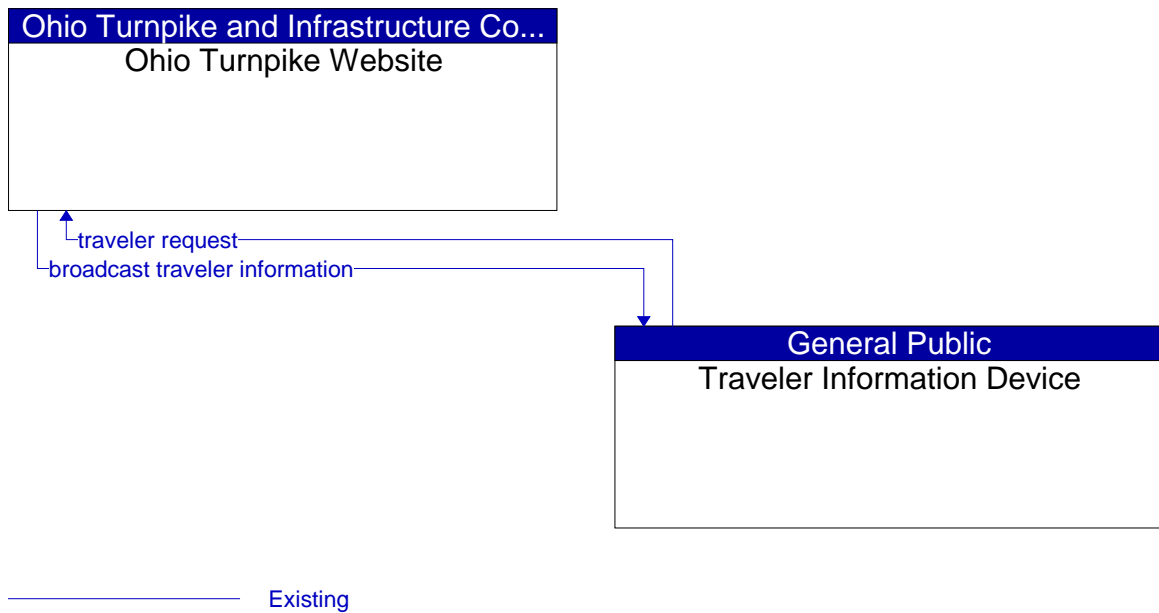 Ohio Turnpike and Infrastructure Co...
Ohio Turnpike Website
traveler request
broadcast traveler information
General Public
Traveler Information Device
Existing